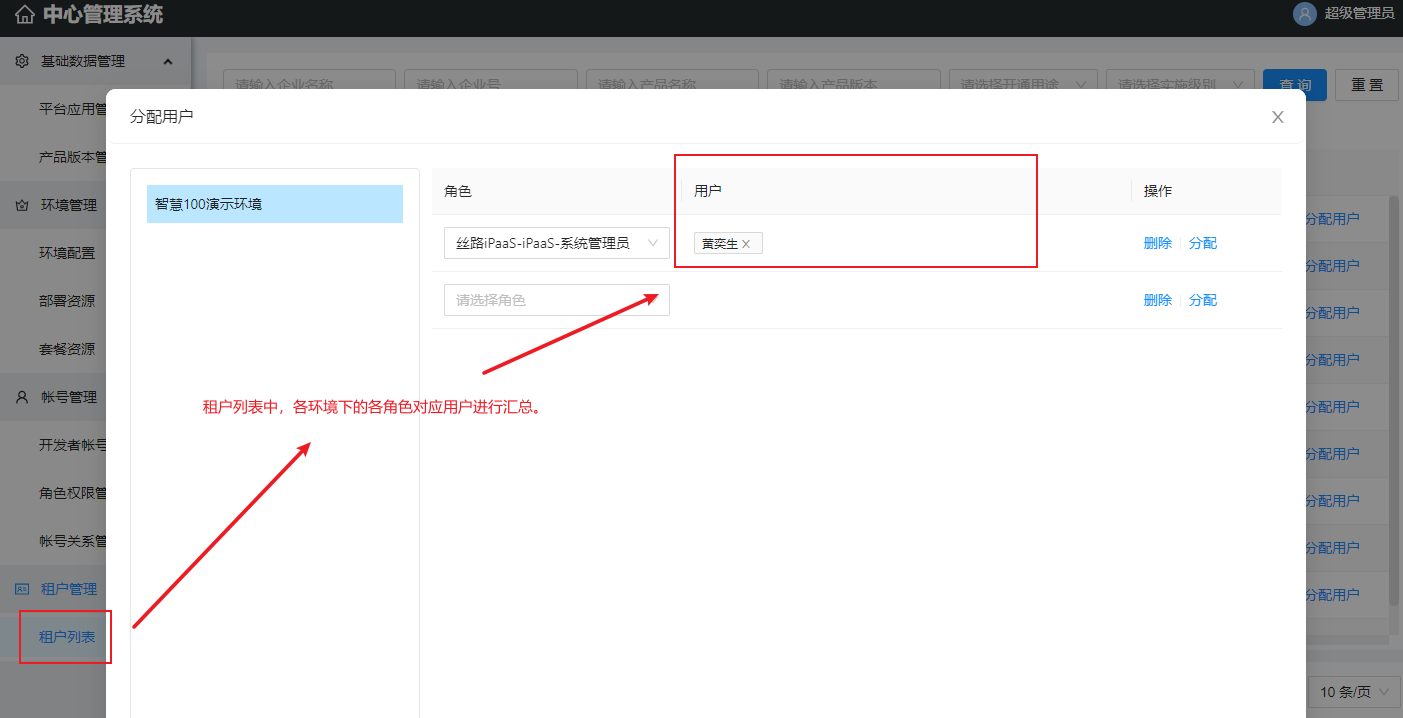 中心管理系统
超级管理员
基础数据管理
请输入企业名称 请输入企业号 请输入产品名称 请输入产品版本 请选择开通用途 请选择实施级别 查 询 重 置
平台应用管
产品版本管
环境管理
环境配置
部署资源
套餐资源
帐号管理
开发者帐号
角色权限管
帐号关系管
租户管理
租户列表
分配用户
智慧100演示环境
角色 用户 操作
丝路iPaaS-iPaaS-系统管理员 黄奕生 删除 分配
请选择角色 删除 分配
租户列表中，各环境下的各角色对应用户进行汇总。
分配用户
分配用户
分配用户
分配用户
分配用户
分配用户
分配用户
分配用户
分配用户
10 条/页